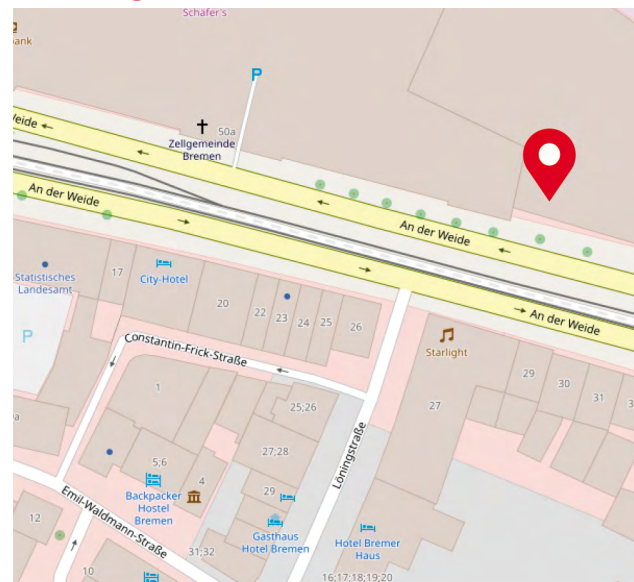 Schäfer's
ank
P
50a
Zellgemeinde
Bremen
Weide
An der Weide
An der Weide
An der Weide
Statistisches
Landesamt
17
City-Hotel
20
22
23
24
25
26
Starlight
P
Constantin-Frick-Straße
29
30
31
3
1
25;26
27
a
27;28
5;6
4
29
Backpacker
Hostel
Bremen
Löningstraße
12
Emil-Waldmann-Straße
Gasthaus
Hotel Bremen
Hotel Bremer
Haus
31;32
10
16;17;18;19;20